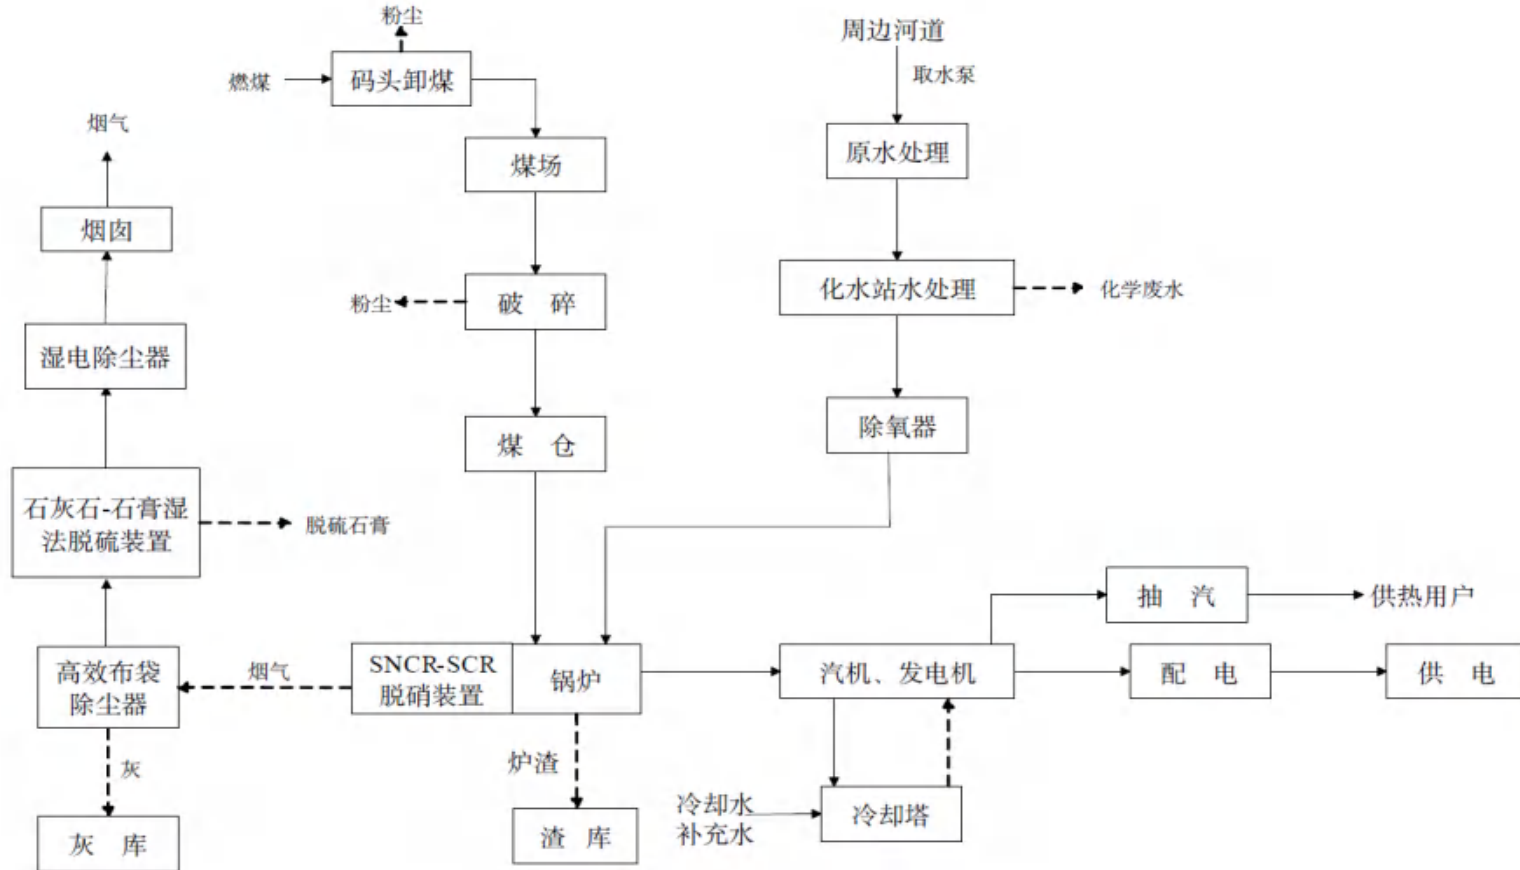 粉尘
周边河道
燃煤
码头卸煤
取水泵
烟气
煤场
原水处理
烟囱
粉尘
破 碎
化水站水处理
化学废水
湿电除尘器
煤 仓
除氧器
石灰石-石膏湿
法脱硫装置
脱硫石膏
抽 汽
供热用户
高效布袋
除尘器
烟气
SNCR-SCR
脱硝装置
锅炉
汽机、发电机
配 电
供 电
灰
炉渣
冷却水
补充水
冷却塔
灰 库
渣 库